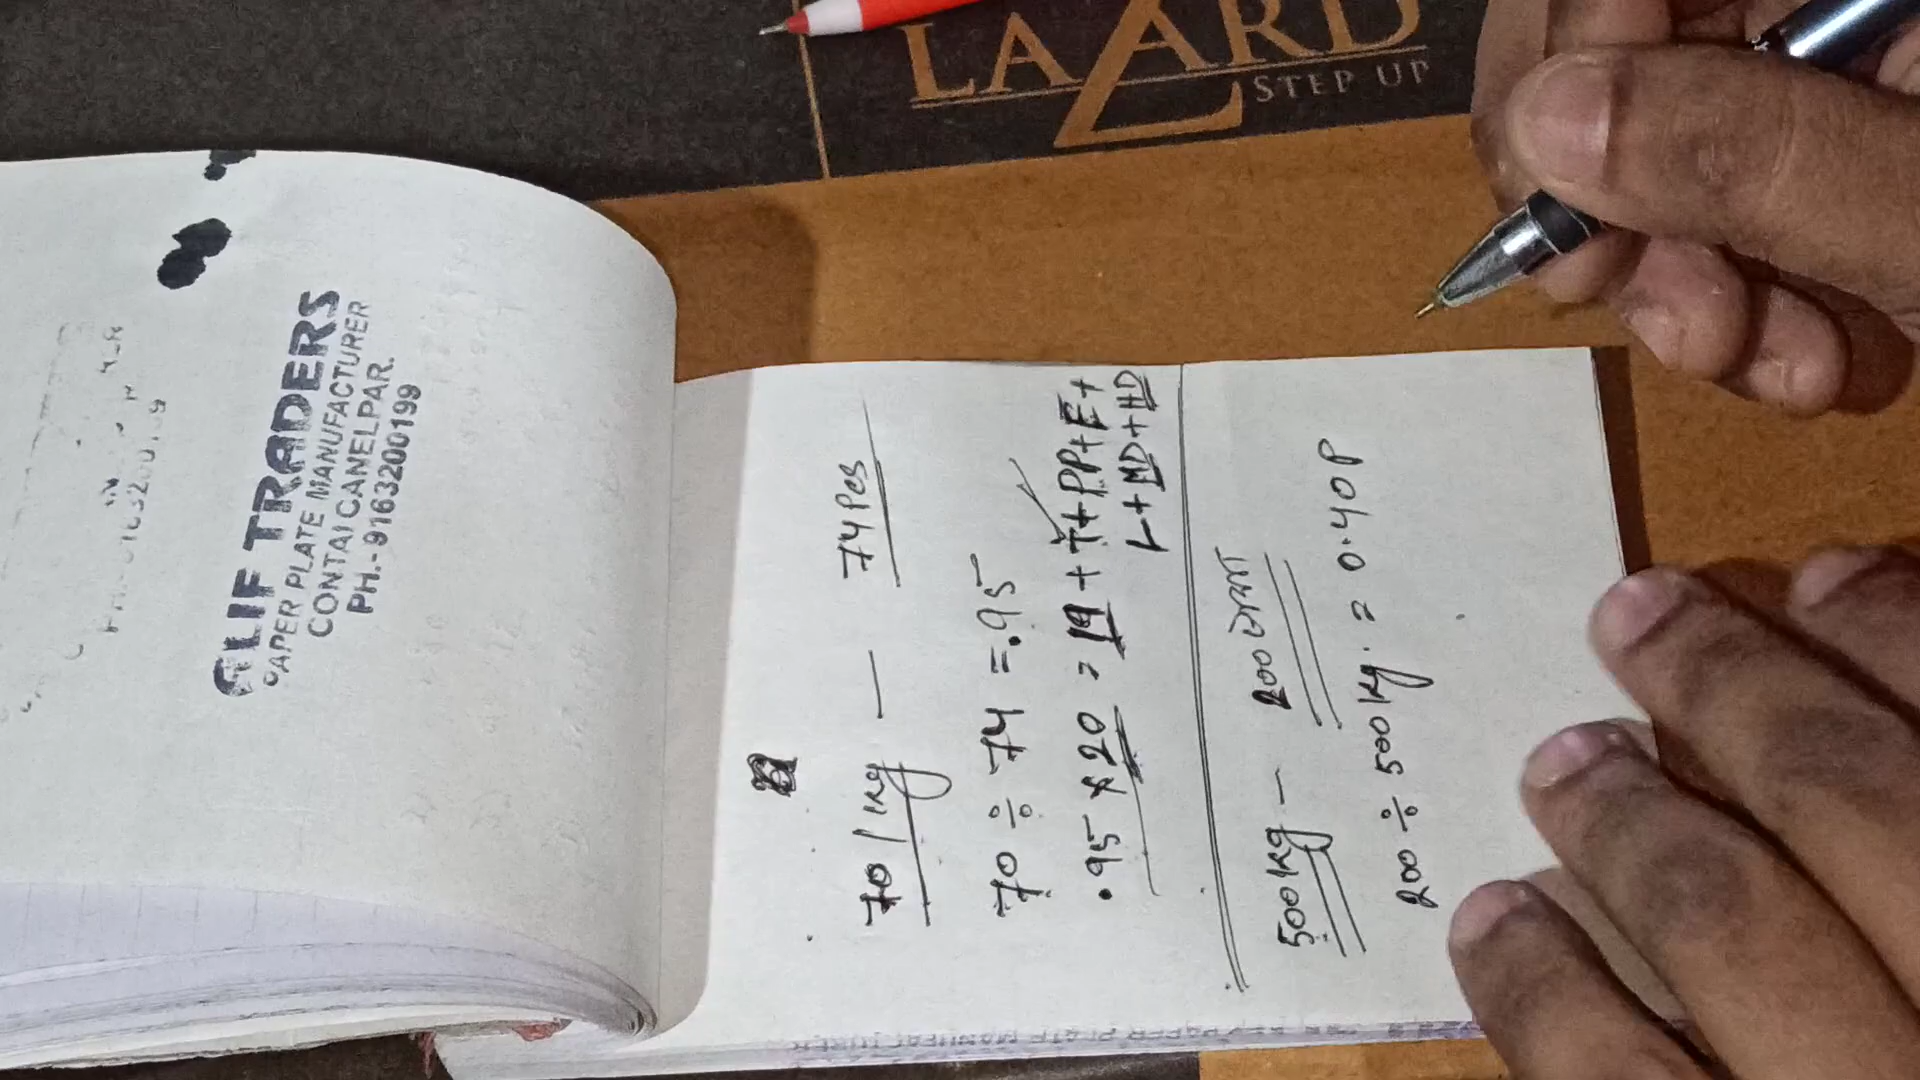 LAZARD
STEP UP
ALIF TRADERS
PAPER PLATE MANUFACTURER
CONTAI CANELPAR.
PH.-9163200199
70/kg — 74 Pcs
70 ÷ 74 = .95
.95 × 20 = 19 + T + PP + E +
L + MD + HD
500 kg - 200 টাকা
200 ÷ 500 kg. = 0.40 P